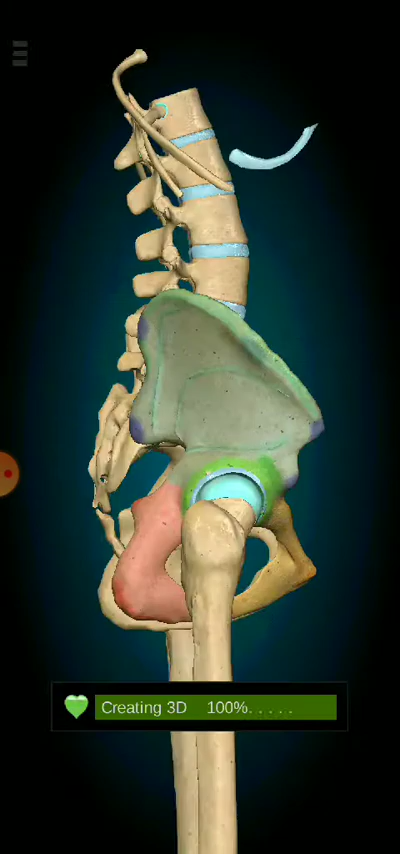 Creating 3D 100%. . . . .